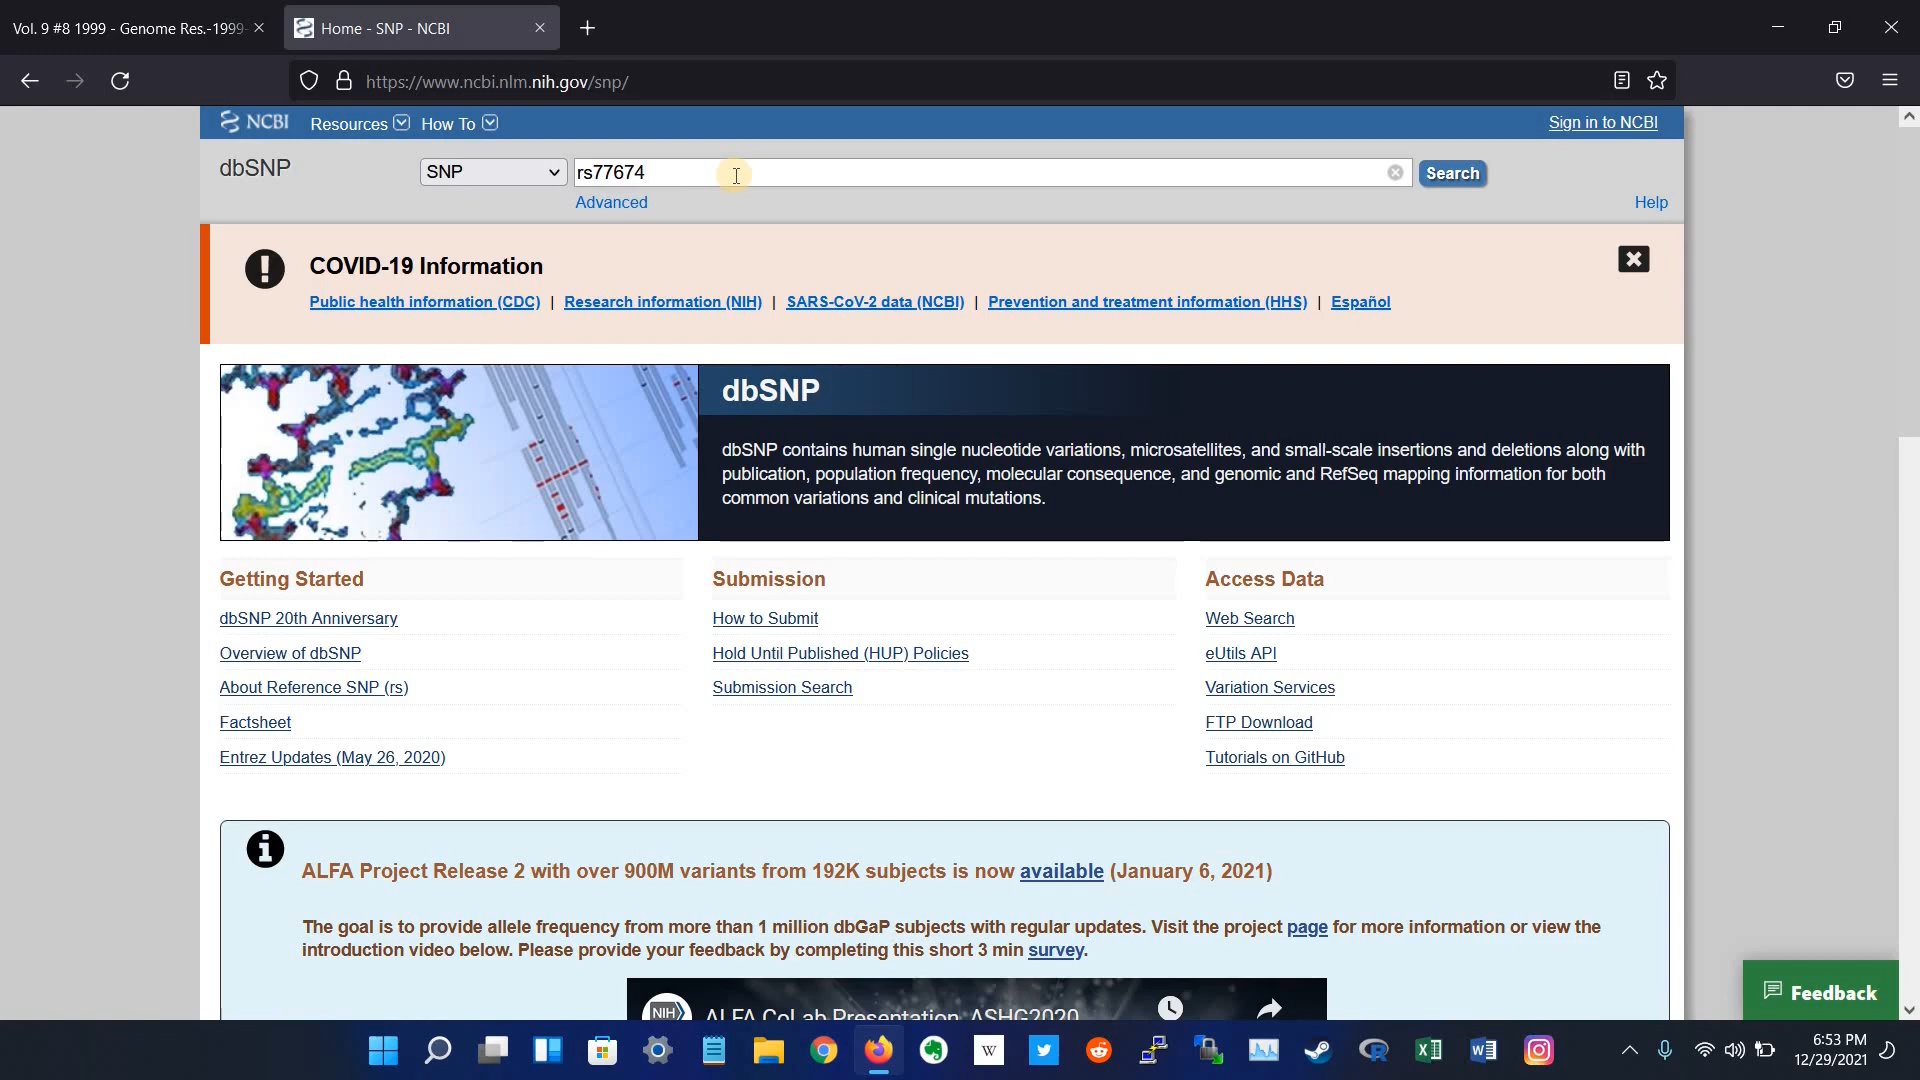 Vol. 9 #8 1999 - Genome Res.-1999-
Home - SNP - NCBI
https://www.ncbi.nlm.nih.gov/snp/
NCBI Resources How To Sign in to NCBI
dbSNP SNP rs77674 Search
Advanced Help
COVID-19 Information
Public health information (CDC) | Research information (NIH) | SARS-CoV-2 data (NCBI) | Prevention and treatment information (HHS) | Español
dbSNP
dbSNP contains human single nucleotide variations, microsatellites, and small-scale insertions and deletions along with
publication, population frequency, molecular consequence, and genomic and RefSeq mapping information for both
common variations and clinical mutations.
Getting Started
dbSNP 20th Anniversary
Overview of dbSNP
About Reference SNP (rs)
Factsheet
Entrez Updates (May 26, 2020)
Submission
How to Submit
Hold Until Published (HUP) Policies
Submission Search
Access Data
Web Search
eUtils API
Variation Services
FTP Download
Tutorials on GitHub
ALFA Project Release 2 with over 900M variants from 192K subjects is now available (January 6, 2021)
The goal is to provide allele frequency from more than 1 million dbGaP subjects with regular updates. Visit the project page for more information or view the
introduction video below. Please provide your feedback by completing this short 3 min survey.
NIH ALFA CoLab Presentation ASHG2020
Feedback
W
R
6:53 PM
12/29/2021